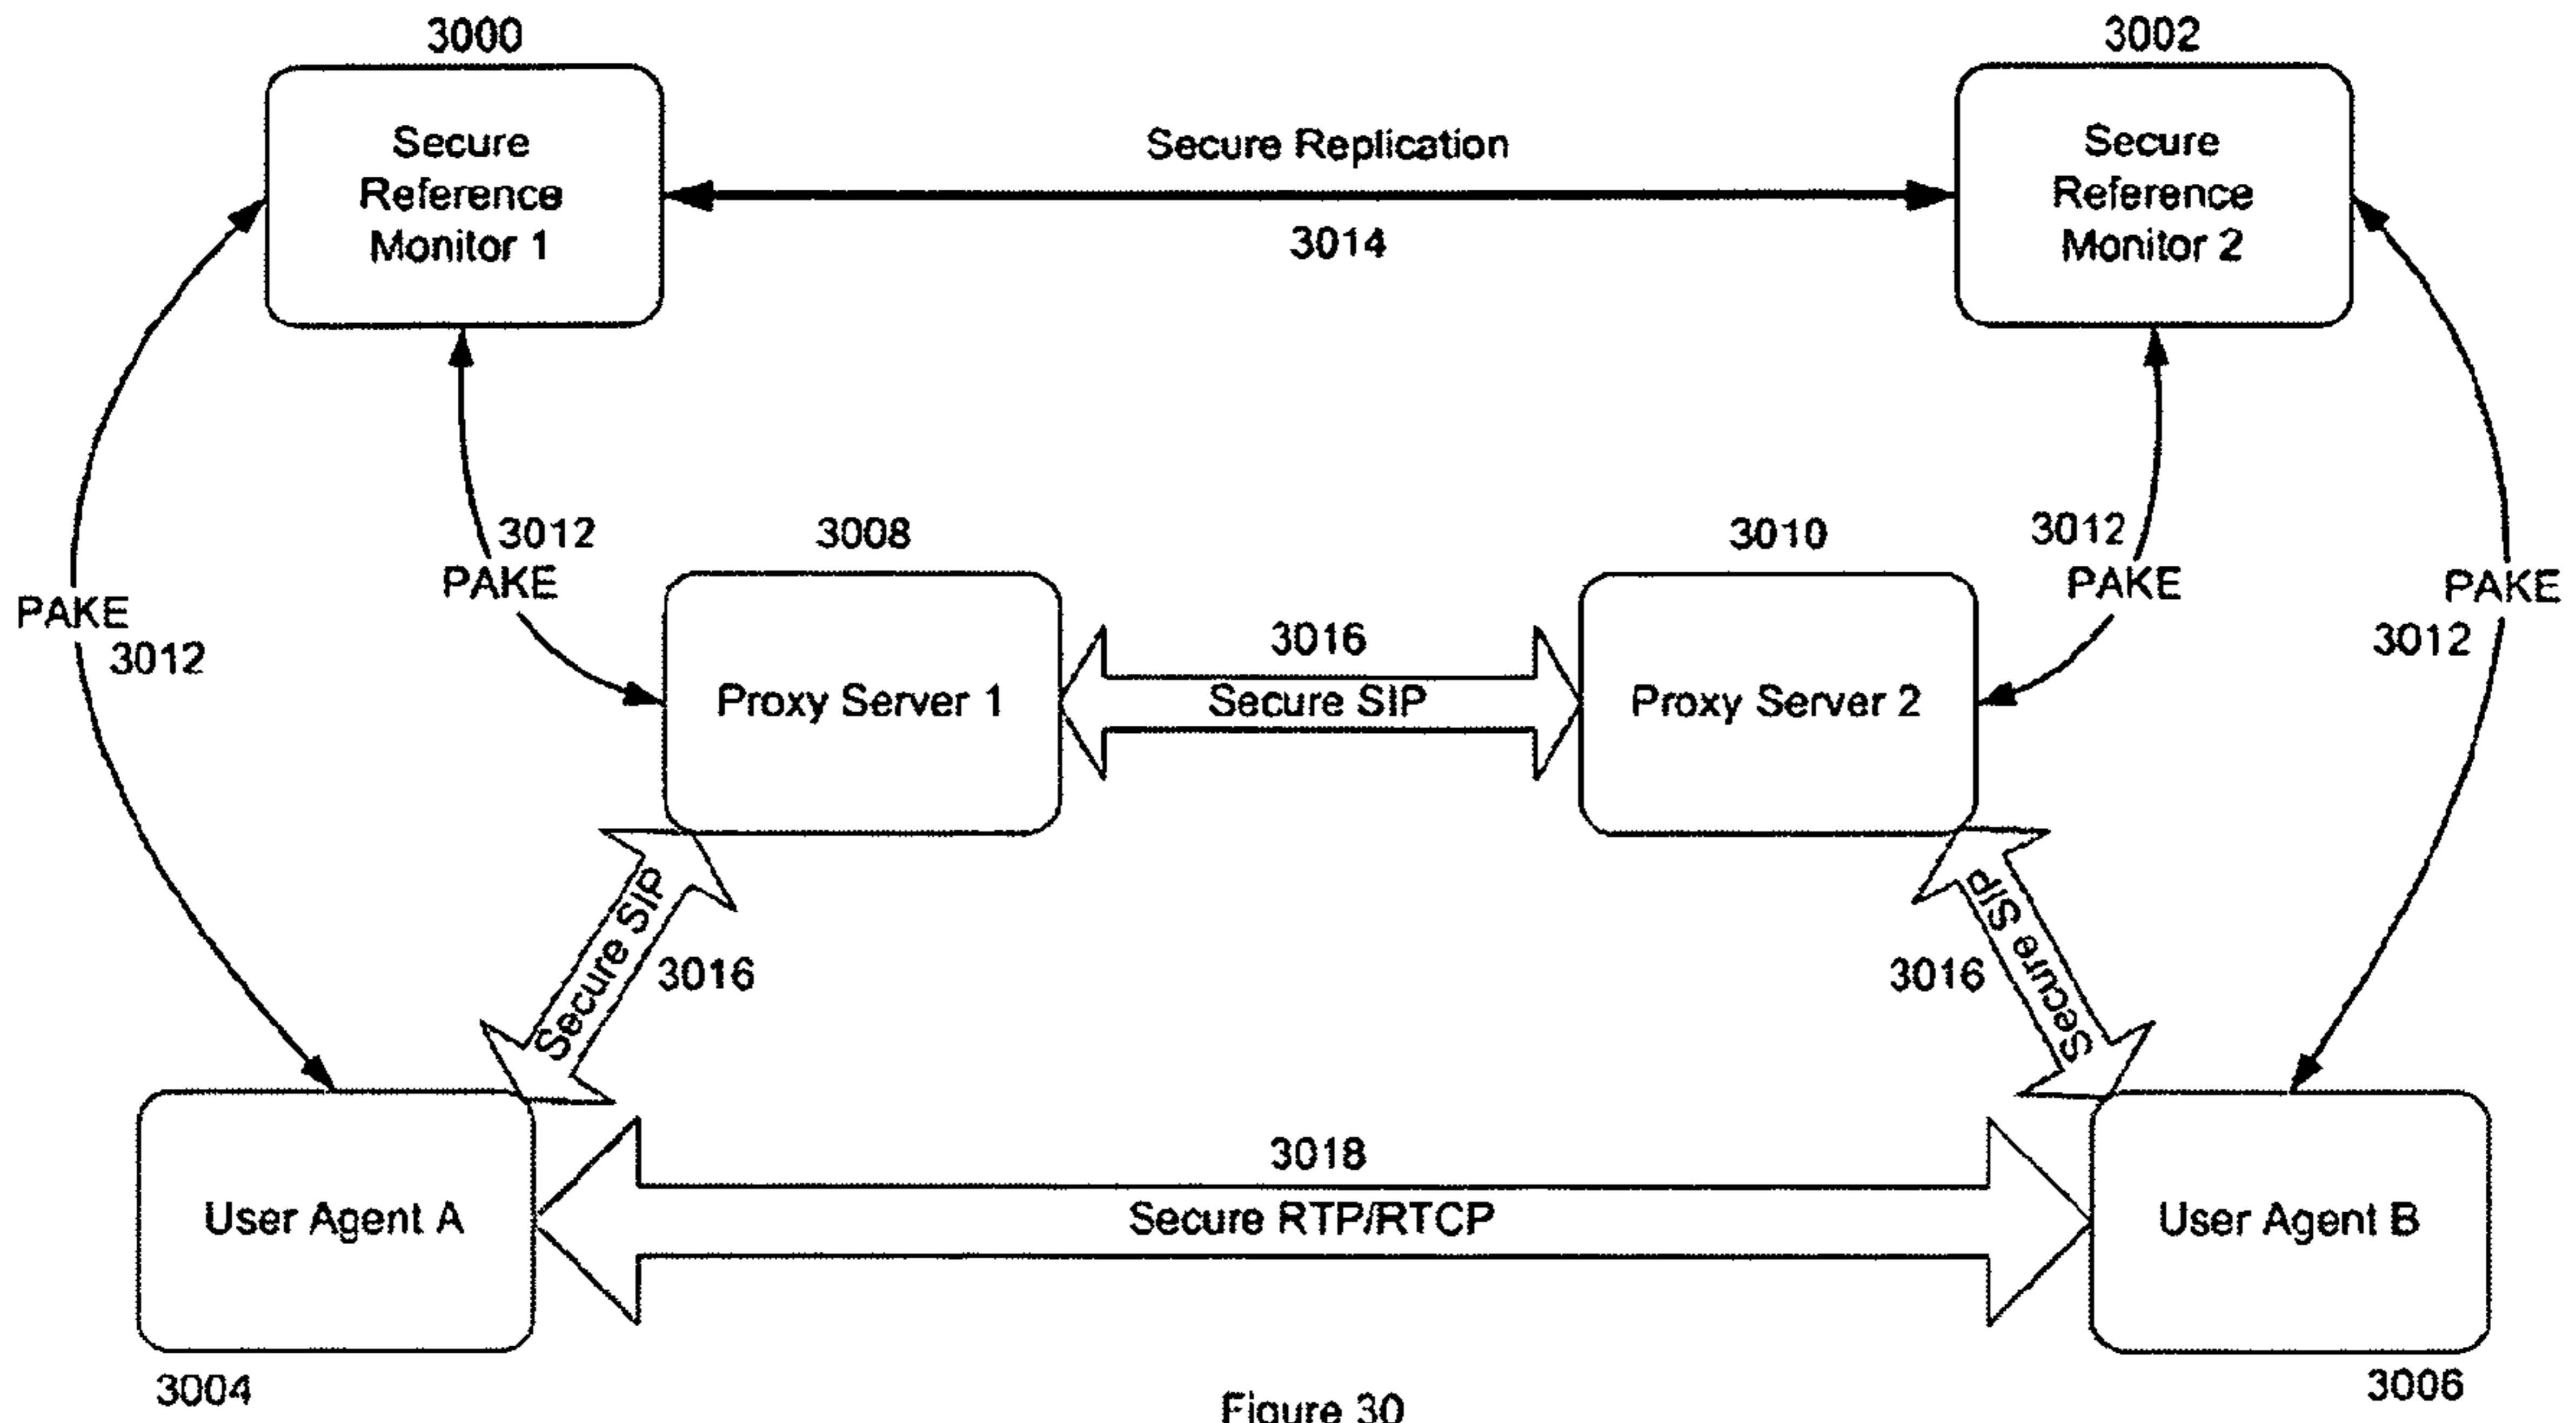 3000
3002
Secure
Reference
Monitor 1
Secure Replication
3014
Secure
Reference
Monitor 2
3012
PAKE
3008
3010
3012
PAKE
PAKE
3012
PAKE
3012
Proxy Server 1
3016
Secure SIP
Proxy Server 2
Secure SIP
3016
3016
Secure SIP
User Agent A
3018
Secure RTP/RTCP
User Agent B
3004
3006
Figure 30